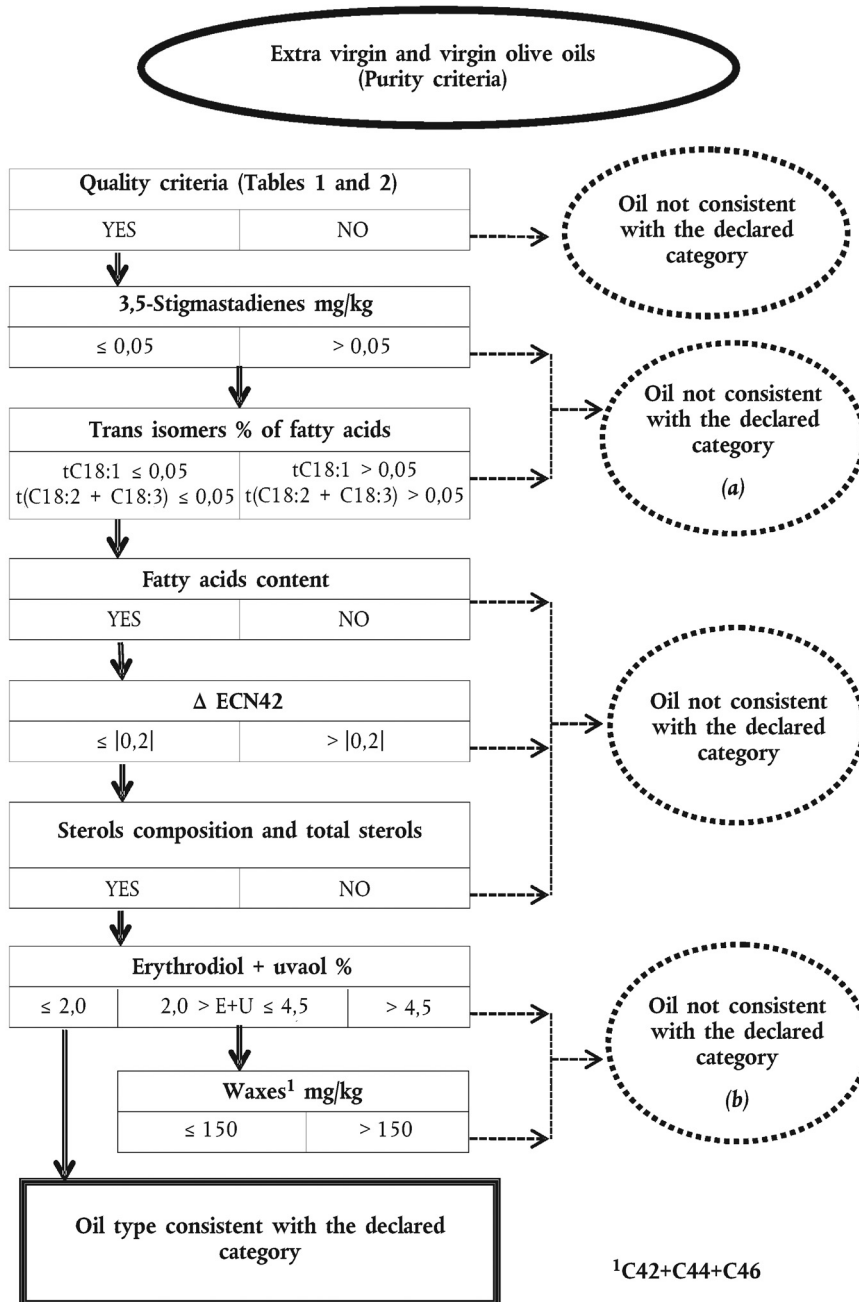 Extra virgin and virgin olive oils
(Purity criteria)
Quality criteria (Tables 1 and 2)
YES
NO
Oil not consistent
with the declared
category
3,5-Stigmastadienes mg/kg
≤ 0,05
> 0,05
Trans isomers % of fatty acids
tC18:1 ≤ 0,05
t(C18:2 + C18:3) ≤ 0,05
tC18:1 > 0,05
t(C18:2 + C18:3) > 0,05
Oil not consistent
with the declared
category
(a)
Fatty acids content
YES
NO
Δ ECN42
≤ |0,2|
> |0,2|
Sterols composition and total sterols
YES
NO
Oil not consistent
with the declared
category
Erythrodiol + uvaol %
≤ 2,0
2,0 > E+U ≤ 4,5
> 4,5
Waxes¹ mg/kg
≤ 150
> 150
Oil not consistent
with the declared
category
(b)
Oil type consistent with the declared
category
¹C42+C44+C46